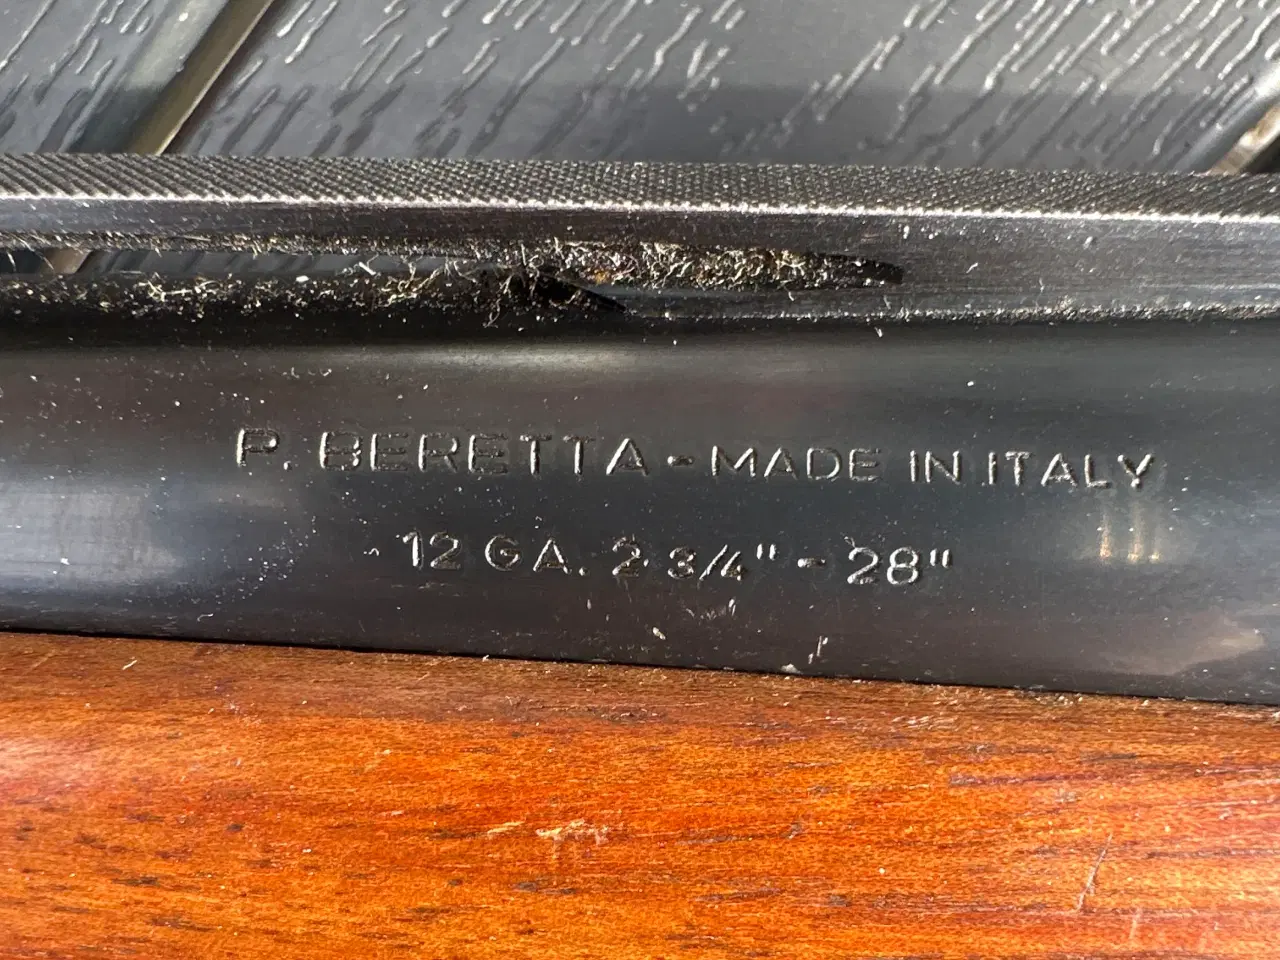 P. BERETTA - MADE IN ITALY
12 GA. 2 3/4" - 28"